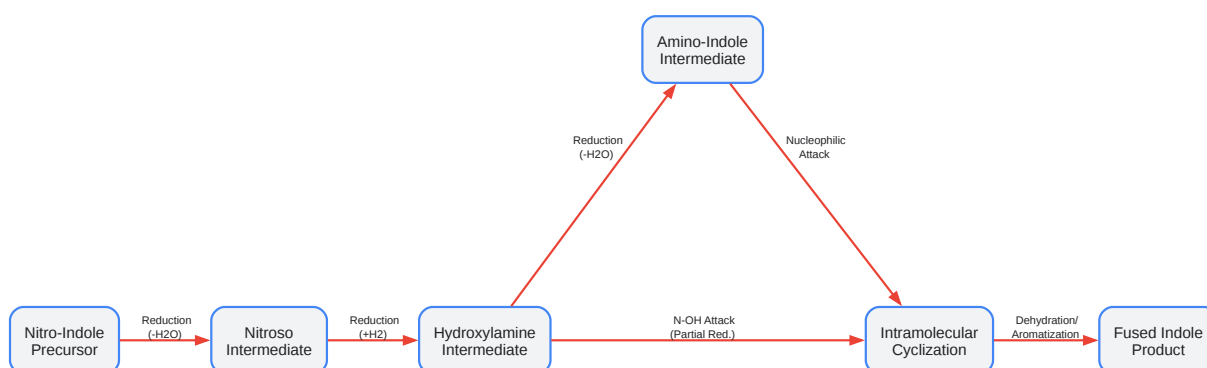 Amino-Indole
Intermediate
Reduction
(-H2O)
Nucleophilic
Attack
Nitro-Indole
Precursor
Reduction
(-H2O)
Nitroso
Intermediate
Reduction
(+H2)
Hydroxylamine
Intermediate
N-OH Attack
(Partial Red.)
Intramolecular
Cyclization
Dehydration/
Aromatization
Fused Indole
Product